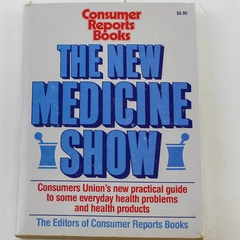 Consumer
Reports
Books
THE NEW
MEDICINE
SHOW
Consumers Union's new practical guide
to some everyday health problems
and health products
The Editors of Consumer Reports Books